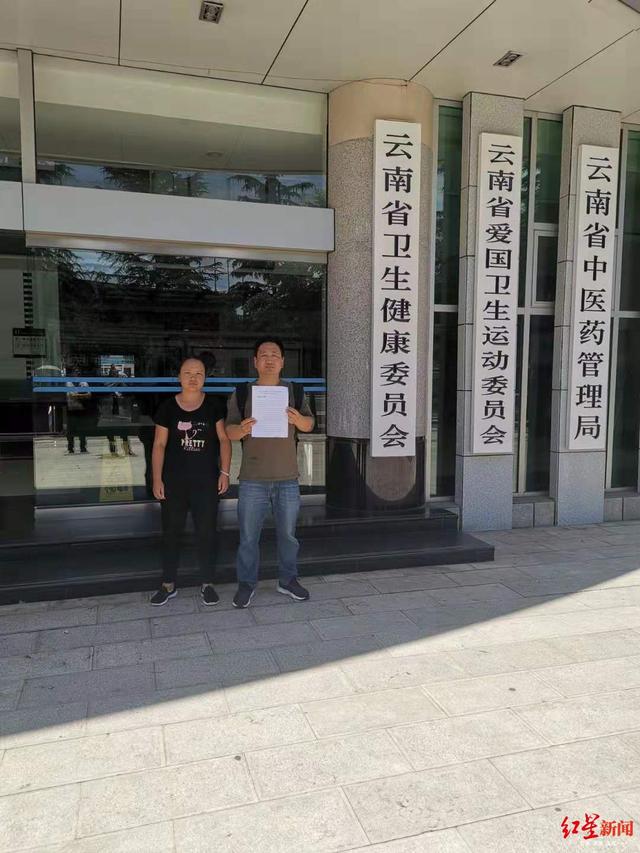 云南省卫生健康委员会
云南省爱国卫生运动委员会
云南省中医药管理局
PRETTY
红星新闻